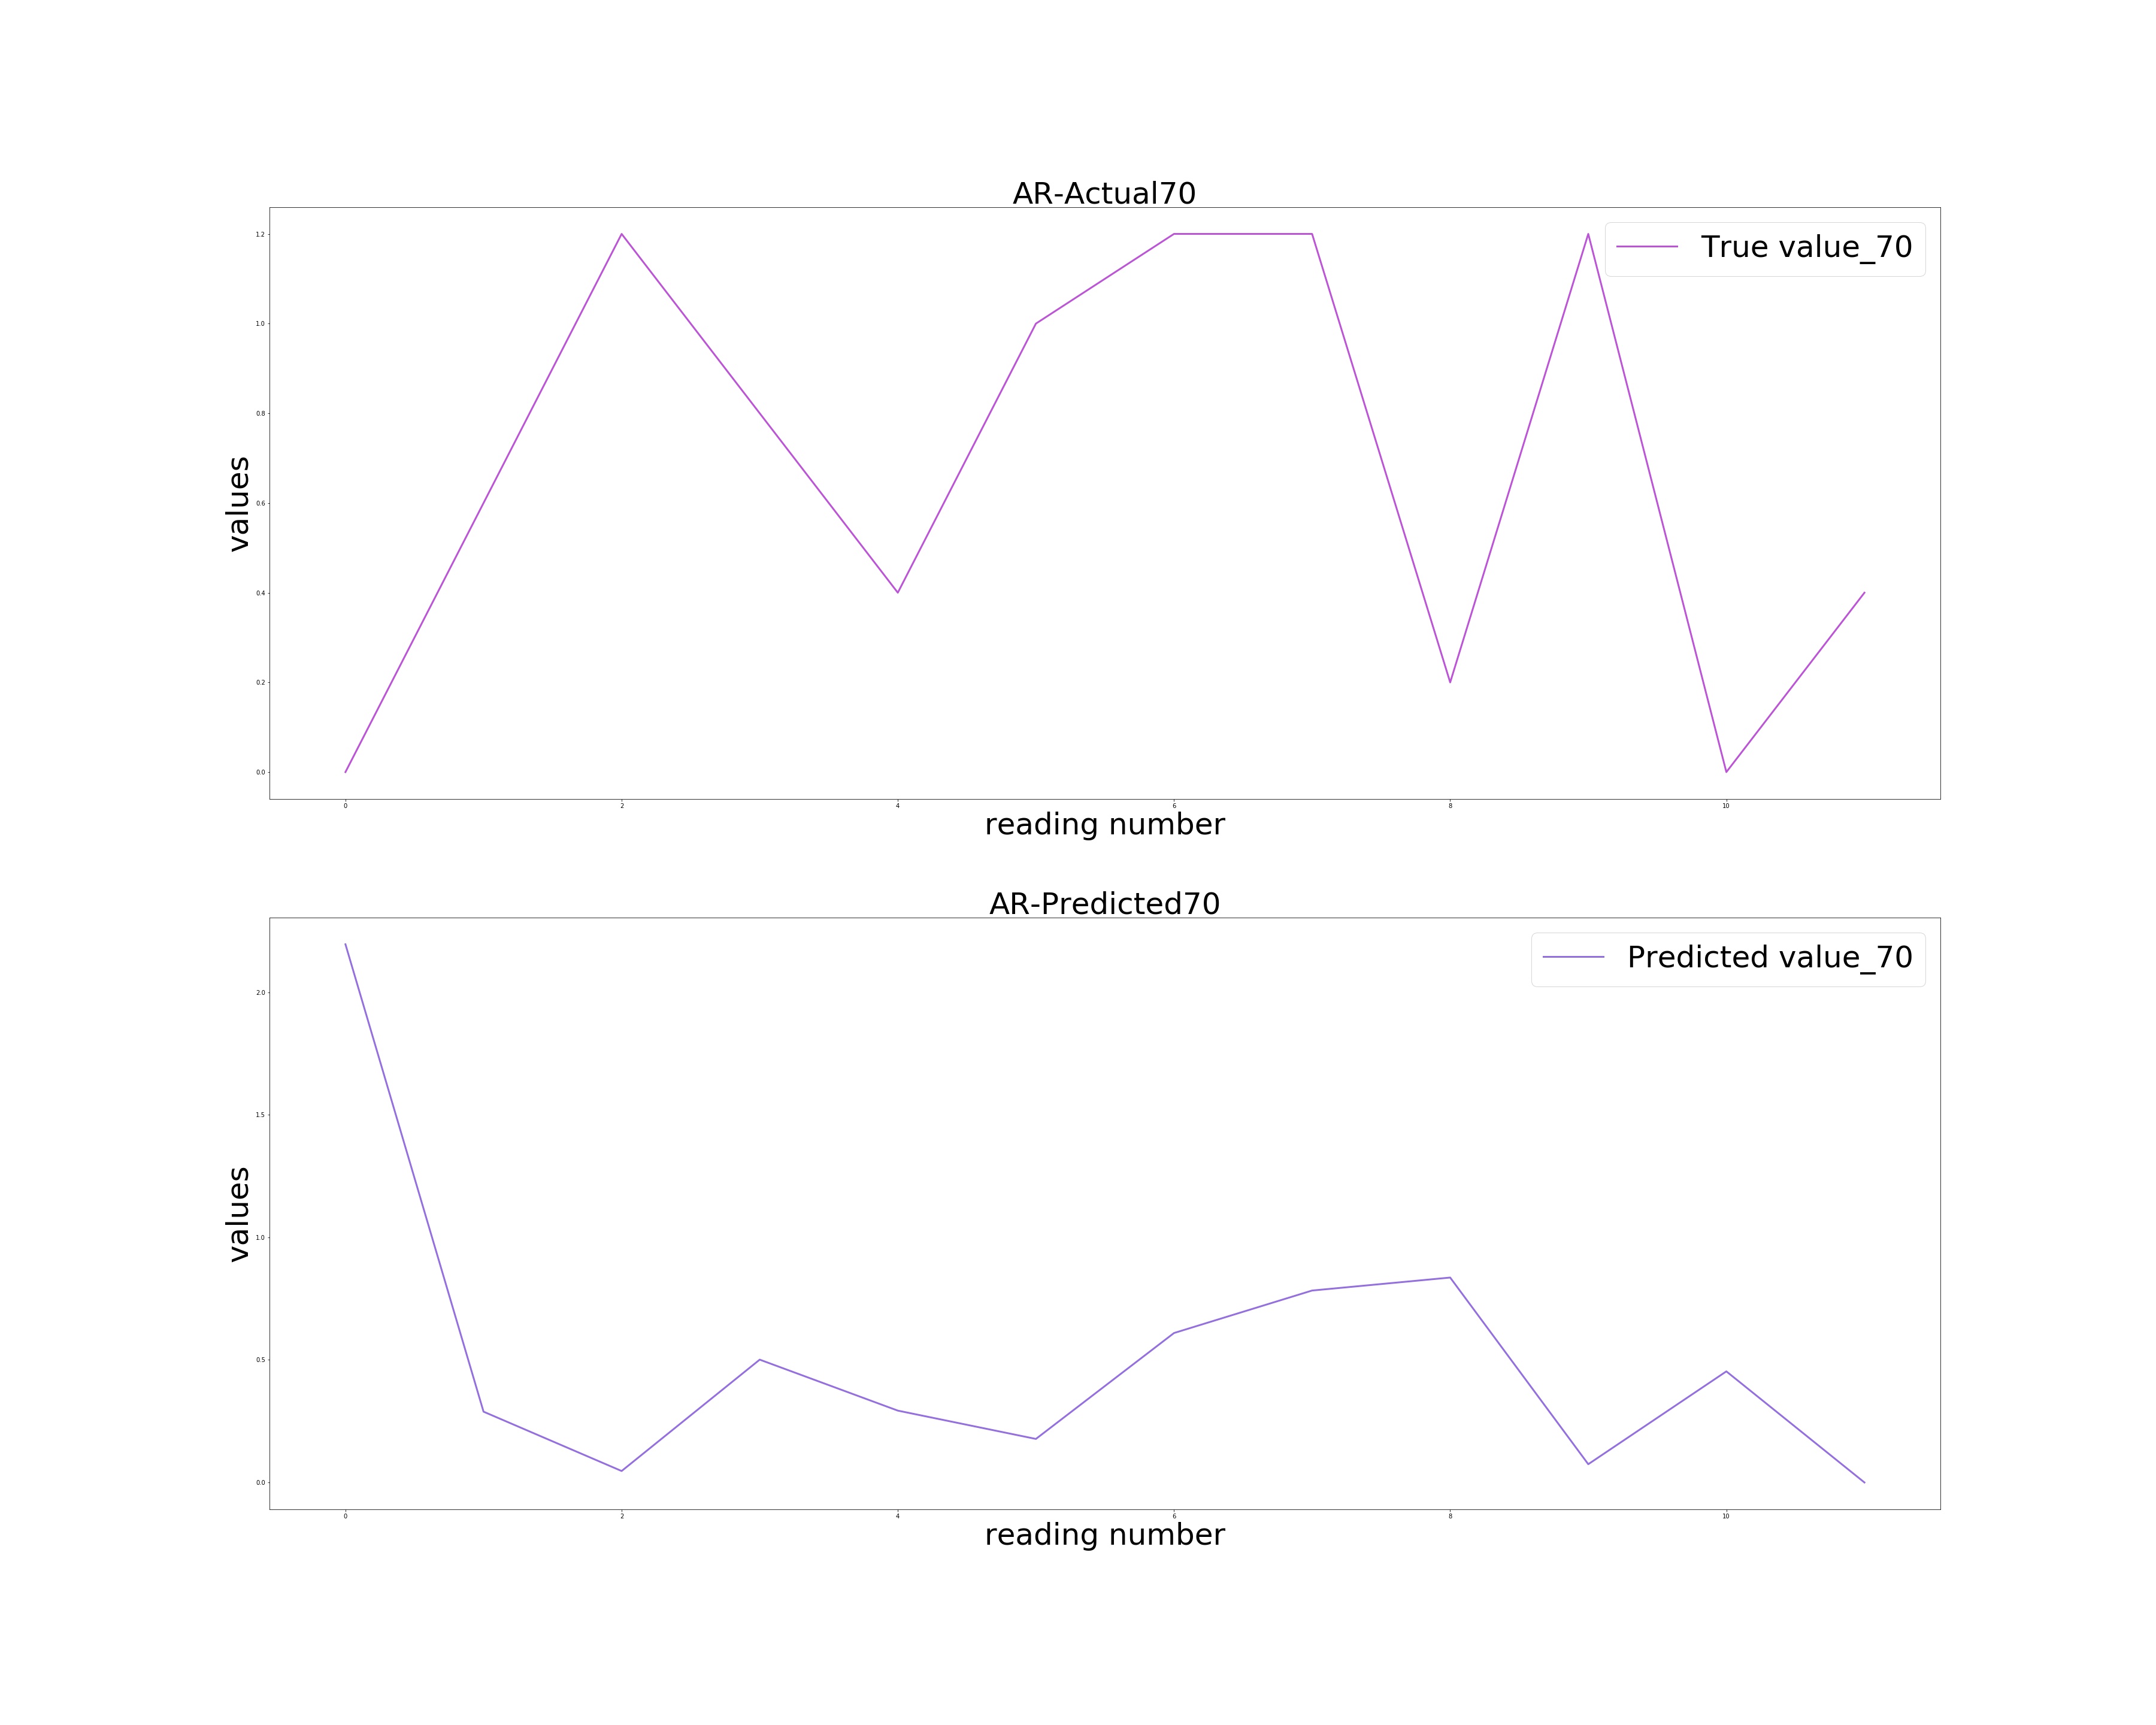 AR-Actual70
True value_70
1.2
1.0
0.8
0.6
0.4
0.2
0.0
values
0 2 4 6 8 10
reading number
AR-Predicted70
Predicted value_70
2.0
1.5
1.0
0.5
0.0
values
0 2 4 6 8 10
reading number